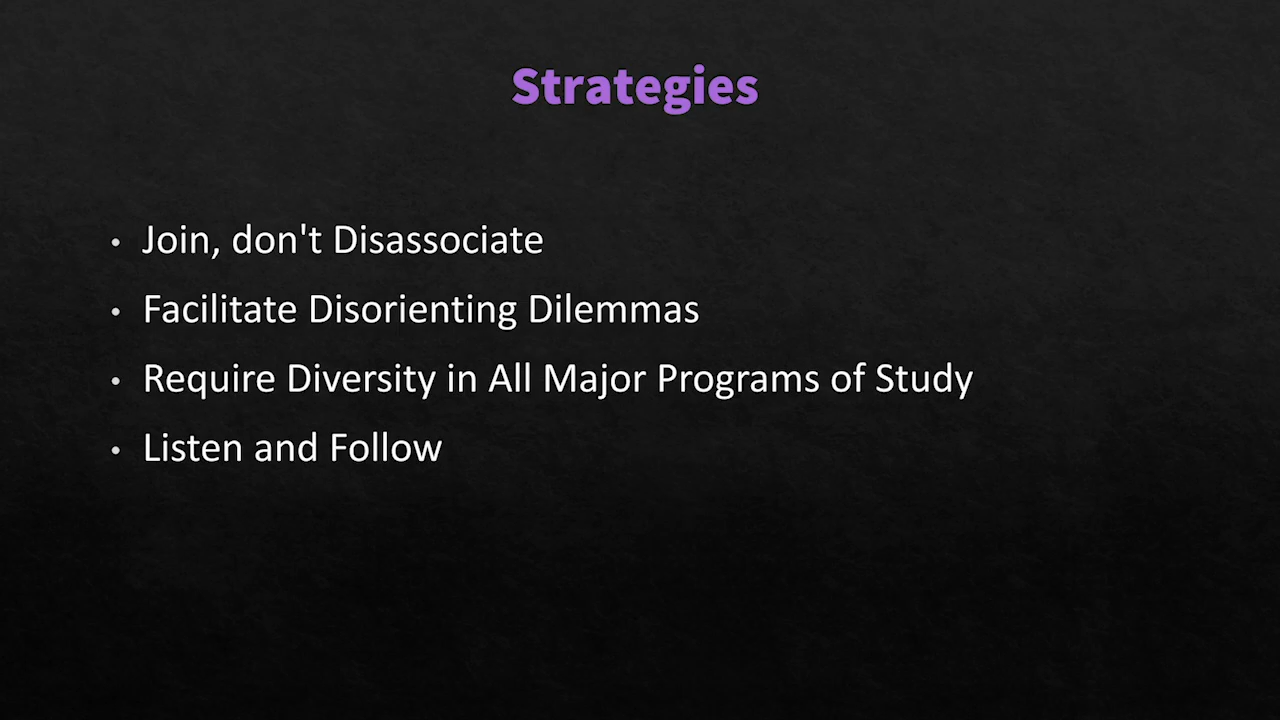 Strategies
• Join, don't Disassociate
• Facilitate Disorienting Dilemmas
• Require Diversity in All Major Programs of Study
• Listen and Follow